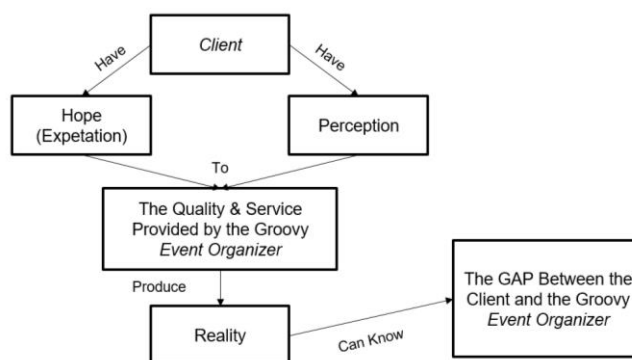 Client
Have
Have
Hope
(Expetation)
Perception
To
The Quality & Service
Provided by the Groovy
Event Organizer
Produce
The GAP Between the
Client and the Groovy
Event Organizer
Reality
Can Know